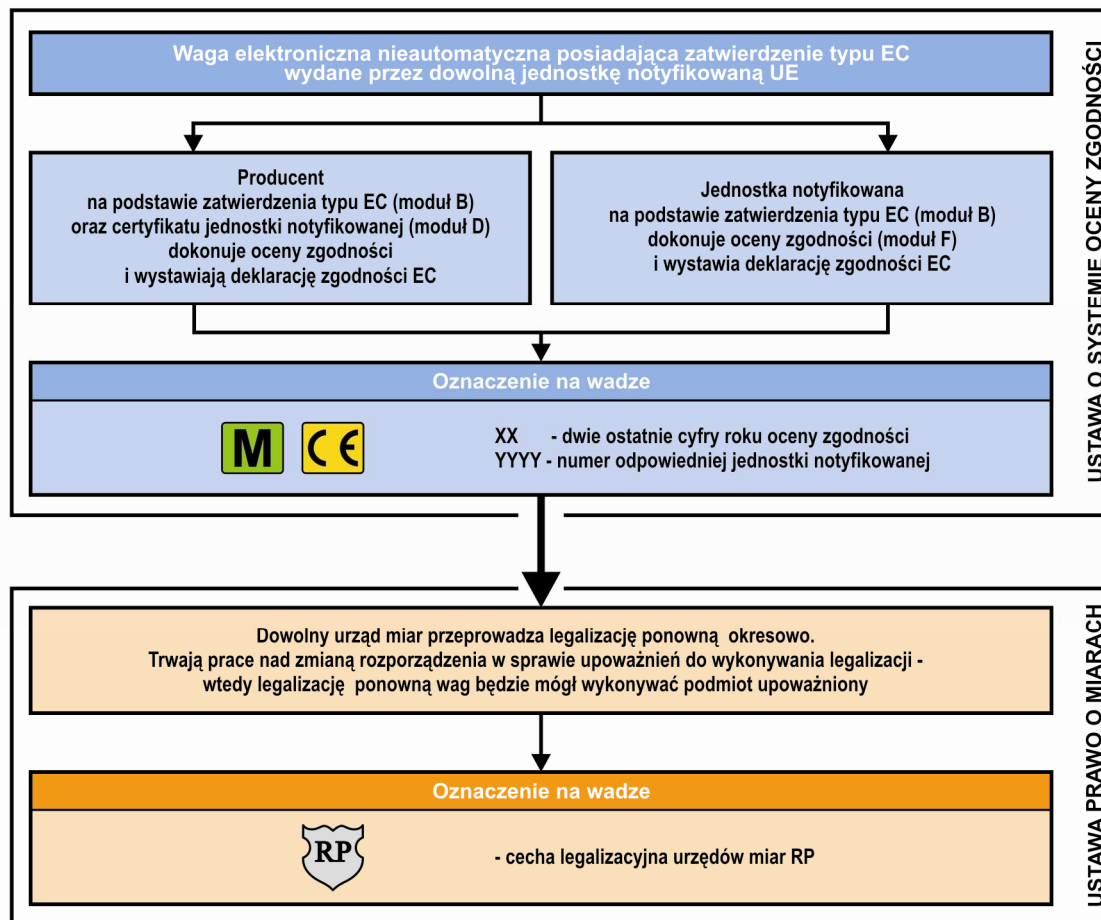 Waga elektroniczna nieautomatyczna posiadająca zatwierdzenie typu EC
wydane przez dowolną jednostkę notyfikowaną UE
Producent
na podstawie zatwierdzenia typu EC (moduł B)
oraz certyfikatu jednostki notyfikowanej (moduł D)
dokonuje oceny zgodności
i wystawiają deklarację zgodności EC
Jednostka notyfikowana
na podstawie zatwierdzenia typu EC (moduł B)
dokonuje oceny zgodności (moduł F)
i wystawia deklarację zgodności EC
Oznaczenie na wadze
M CE
XX - dwie ostatnie cyfry roku oceny zgodności
YYYY - numer odpowiedniej jednostki notyfikowanej
USTAWA O SYSTEMIE OCENY ZGODNOŚCI
Dowolny urząd miar przeprowadza legalizację ponowną okresowo.
Trwają prace nad zmianą rozporządzenia w sprawie upoważnień do wykonywania legalizacji -
wtedy legalizację ponowną wag będzie mógł wykonywać podmiot upoważniony
Oznaczenie na wadze
RP
- cecha legalizacyjna urzędów miar RP
USTAWA PRAWO O MIARACH